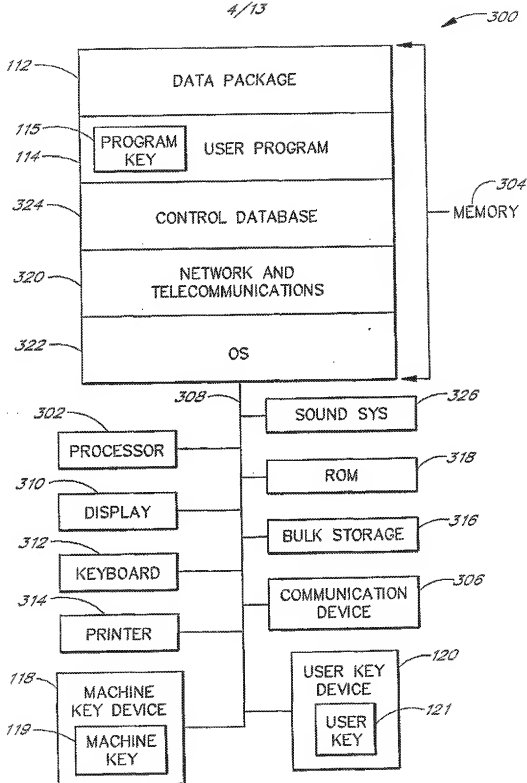 4/13
300
112
DATA PACKAGE
115
PROGRAM
KEY
USER PROGRAM
114
304
MEMORY
324
CONTROL DATABASE
320
NETWORK AND
TELECOMMUNICATIONS
322
OS
308
SOUND SYS
326
302
PROCESSOR
ROM
318
310
DISPLAY
BULK STORAGE
316
312
KEYBOARD
COMMUNICATION
DEVICE
306
314
PRINTER
118
MACHINE
KEY DEVICE
119
MACHINE
KEY
USER KEY
DEVICE
120
USER
KEY
121